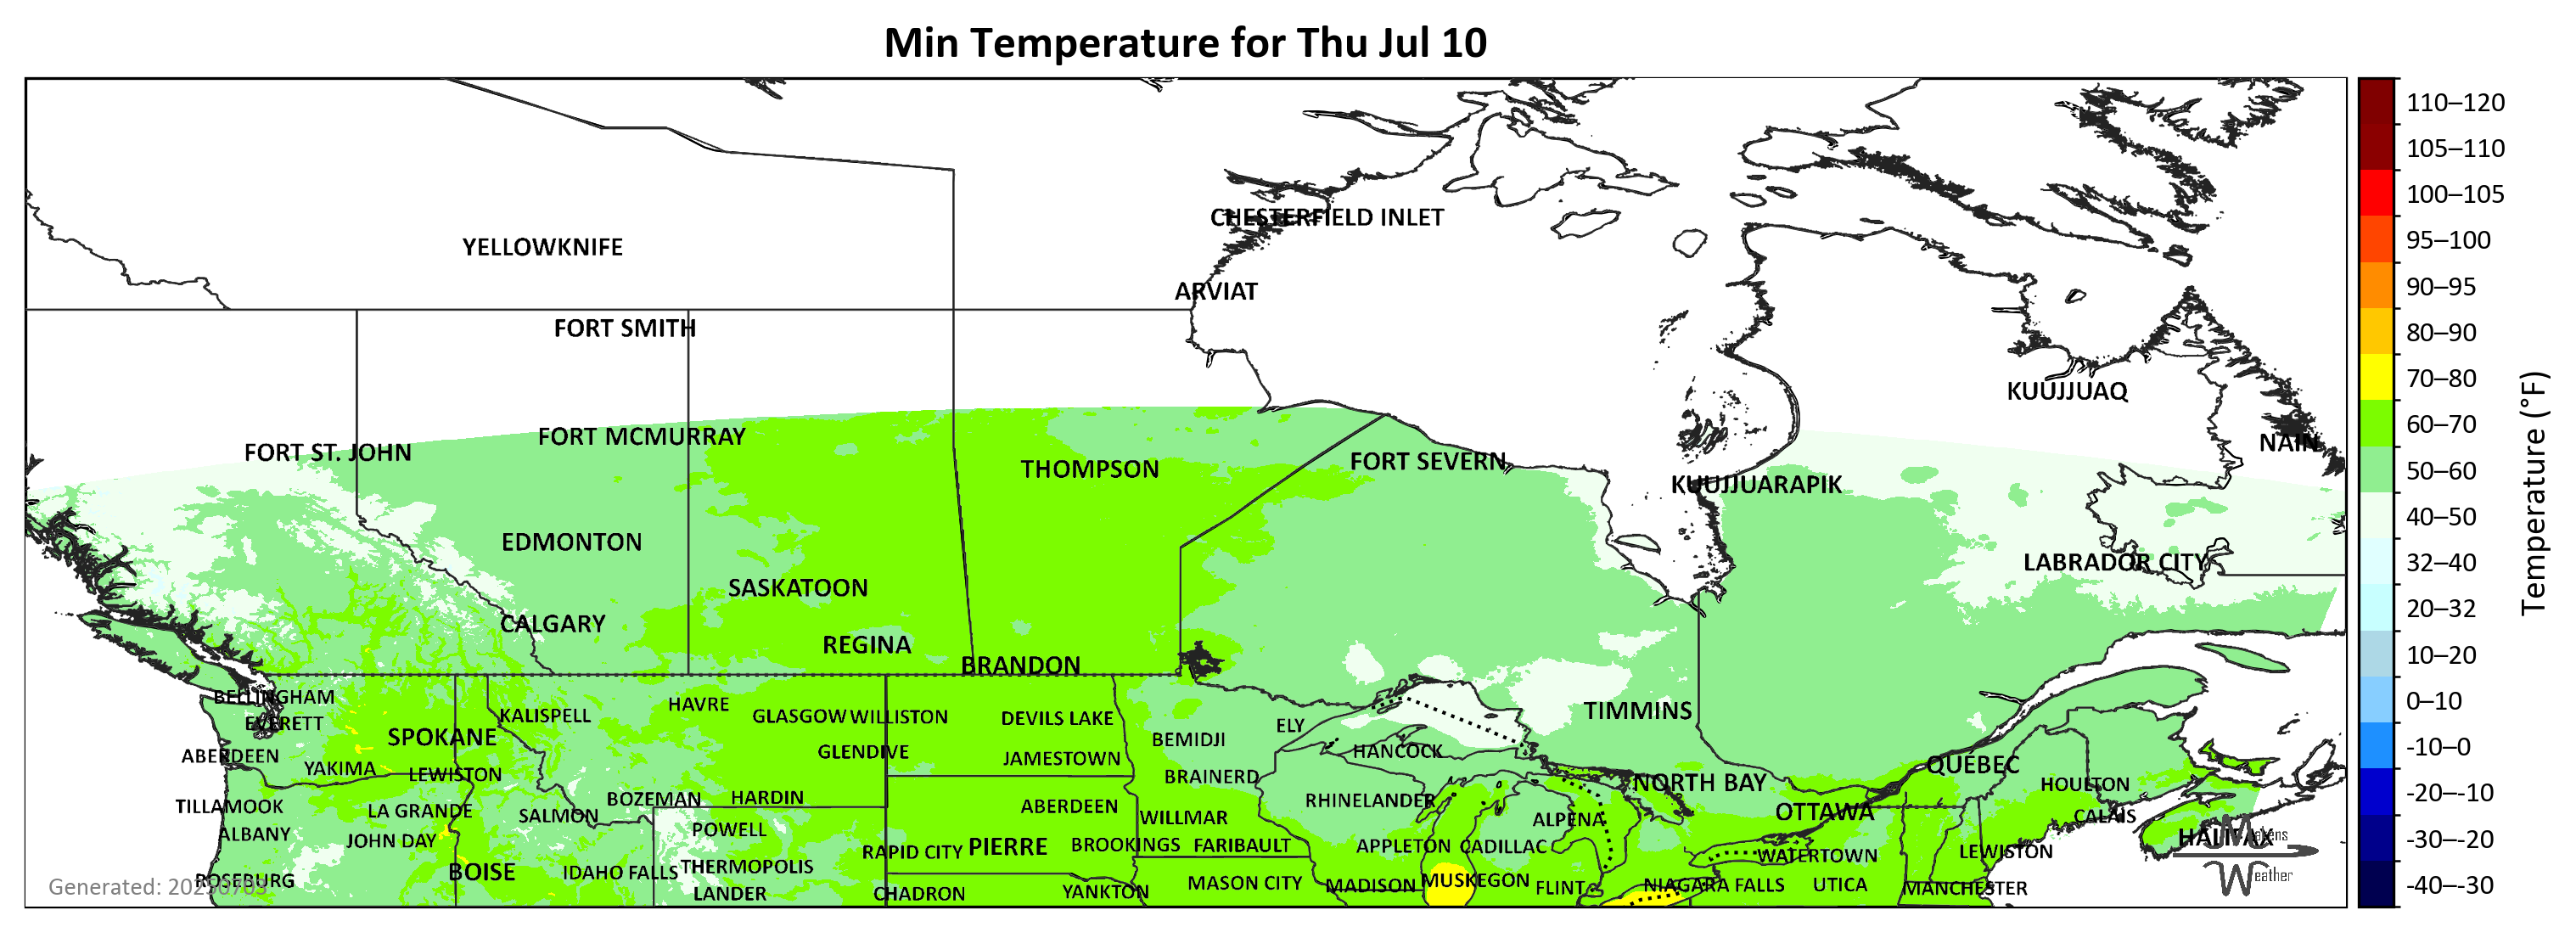 Min Temperature for Thu Jul 10
110–120
105–110
100–105
95–100
90–95
80–90
70–80
60–70
50–60
40–50
32–40
20–32
10–20
0–10
-10–0
-20–-10
-30–-20
-40–-30
Temperature (°F)
CHESTERFIELD INLET
YELLOWKNIFE
ARVIAT
FORT SMITH
KUUJJUAQ
FORT MCMURRAY
NAIN
FORT ST. JOHN
FORT SEVERN
THOMPSON
KUUJJUARAPIK
EDMONTON
LABRADOR CITY
SASKATOON
CALGARY
REGINA
BRANDON
BELLINGHAM
HAVRE
TIMMINS
KALISPELL
GLASGOW
WILLISTON
DEVILS LAKE
EVERETT
ELY
SPOKANE
BEMIDJI
GLENDIVE
HANCOCK
ABERDEEN
JAMESTOWN
QUÉBEC
YAKIMA
LEWISTON
BRAINERD
NORTH BAY
HOULTON
BOZEMAN
HARDIN
RHINELANDER
TILLAMOOK
ABERDEEN
LA GRANDE
OTTAWA
SALMON
CALAIS
WILLMAR
ALPENA
POWELL
ALBANY
HALIFAX
Makens
JOHN DAY
BROOKINGS
FARIBAULT
APPLETON
CADILLAC
PIERRE
RAPID CITY
LEWISTON
WATERTOWN
THERMOPOLIS
BOISE
IDAHO FALLS
Weather
ROSEBURG
MUSKEGON
MASON CITY
MADISON
NIAGARA FALLS
UTICA
Generated: 20250703
FLINT
MANCHESTER
YANKTON
LANDER
CHADRON